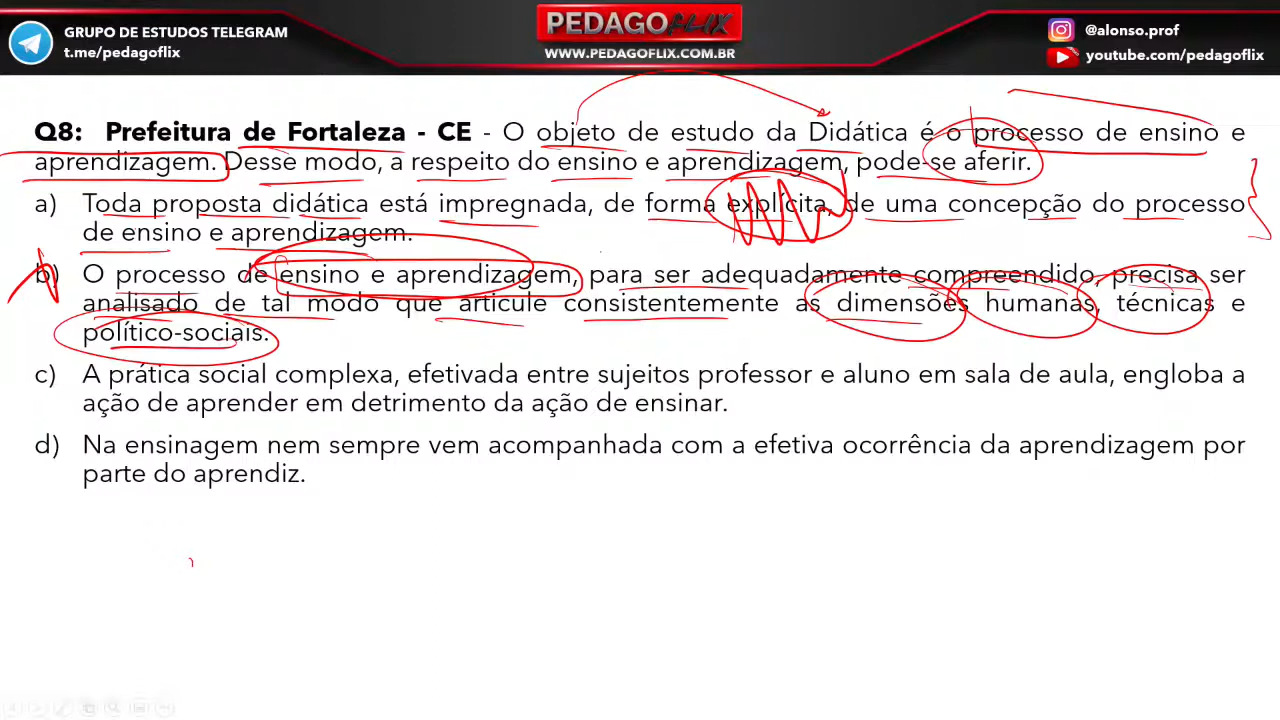 GRUPO DE ESTUDOS TELEGRAM
t.me/pedagoflix
PEDAGOFLIX
WWW.PEDAGOFLIX.COM.BR
@alonso.prof
youtube.com/pedagoflix
Q8: Prefeitura de Fortaleza - CE - O objeto de estudo da Didática é o processo de ensino e
aprendizagem. Desse modo, a respeito do ensino e aprendizagem, pode-se aferir.
a) Toda proposta didática está impregnada, de forma explícita, de uma concepção do processo
de ensino e aprendizagem.
b) O processo de ensino e aprendizagem, para ser adequadamente compreendido, precisa ser
analisado de tal modo que articule consistentemente as dimensões humanas, técnicas e
político-sociais.
c) A prática social complexa, efetivada entre sujeitos professor e aluno em sala de aula, engloba a
ação de aprender em detrimento da ação de ensinar.
d) Na ensinagem nem sempre vem acompanhada com a efetiva ocorrência da aprendizagem por
parte do aprendiz.